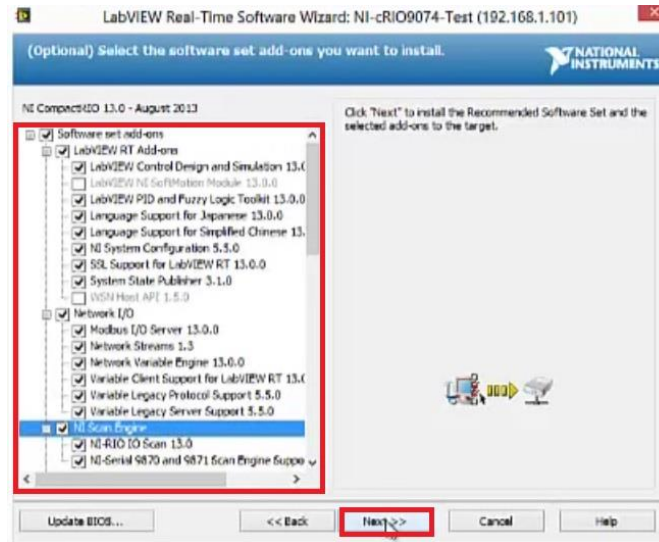 LabVIEW Real-Time Software Wizard: NI-cRIO9074-Test (192.168.1.101)
(Optional) Select the software set add-ons you want to install.
NATIONAL
INSTRUMENTS
NI CompactRIO 13.0 - August 2013
Software set add-ons
LabVIEW RT Add-ons
LabVIEW Control Design and Simulation 13.(
LabVIEW NI SoftMotion Module 13.0.0
LabVIEW PID and Fuzzy Logic Toolkit 13.0.0
Language Support for Japanese 13.0.0
Language Support for Simplified Chinese 13.
NI System Configuration 5.5.0
SSL Support for LabVIEW RT 13.0.0
System State Publisher 3.1.0
WSN Host API 1.5.0
Network I/O
Modbus I/O Server 13.0.0
Network Streams 1.3
Network Variable Engine 13.0.0
Variable Client Support for LabVIEW RT 13.(
Variable Legacy Protocol Support 5.5.0
Variable Legacy Server Support 5.5.0
NI Scan Engine
NI-RIO IO Scan 13.0
NI-Serial 9870 and 9871 Scan Engine Suppo
Click "Next" to install the Recommended Software Set and the
selected add-ons to the target.
Update BIOS...
<< Back
Next >>
Cancel
Help